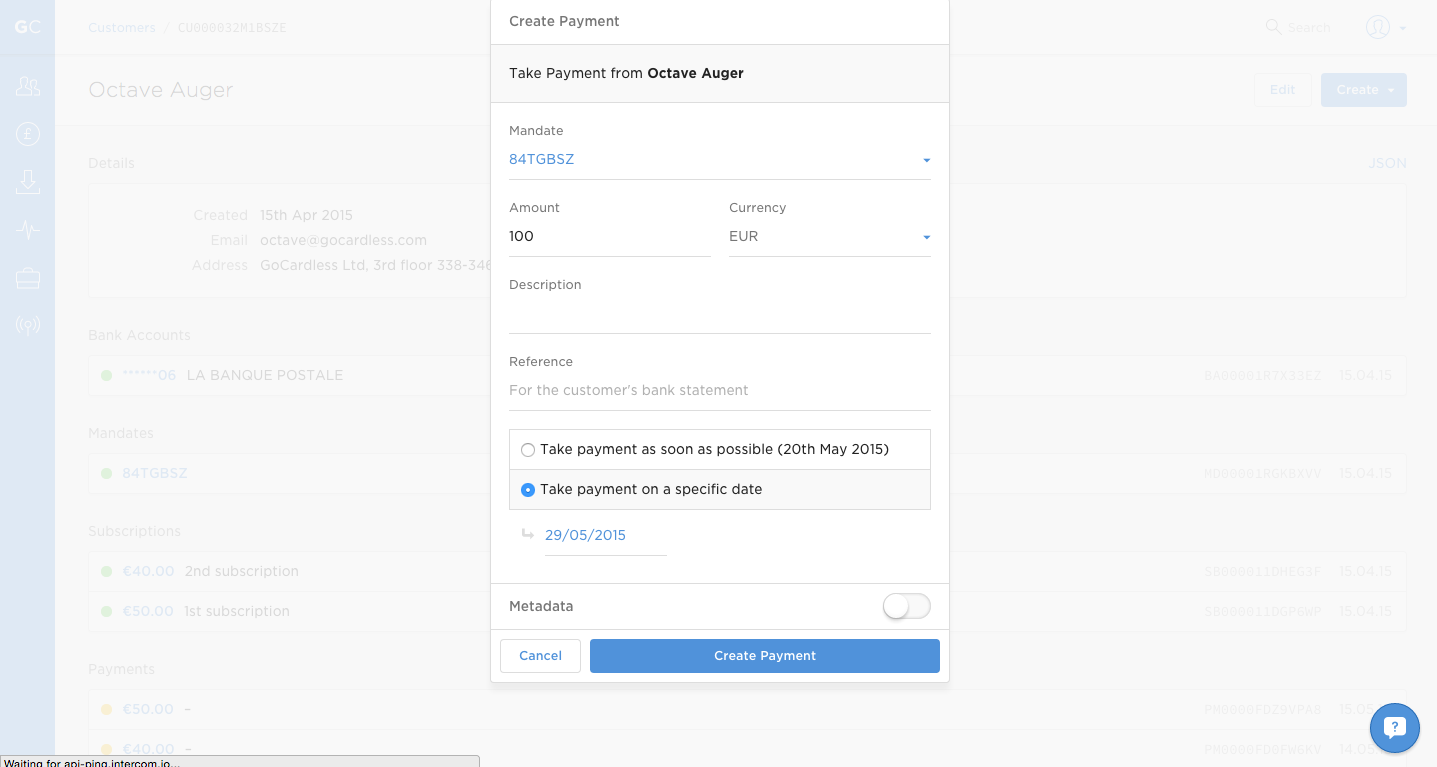 GC
Customers / CU000032M1BSZE
Search
Octave Auger
Edit
Create
Details
JSON
Created 15th Apr 2015
Email octave@gocardless.com
Address GoCardless Ltd, 3rd floor 338-346
Bank Accounts
******06 LA BANQUE POSTALE
BA00001R7X33EZ 15.04.15
Mandates
84TGBSZ
MD00001RGKBXVV 15.04.15
Subscriptions
€40.00 2nd subscription
SB000011DHEG3F 15.04.15
€50.00 1st subscription
SB000011DGP6WP 15.04.15
Payments
€50.00 –
PM0000FDZ9VPA8
€40.00 –
PM0000FD0FW6KV
Create Payment
Take Payment from Octave Auger
Mandate
84TGBSZ
Amount
Currency
100
EUR
Description
Reference
For the customer's bank statement
Take payment as soon as possible (20th May 2015)
Take payment on a specific date
29/05/2015
Metadata
Cancel
Create Payment
Waiting for api-ping.intercom.io...